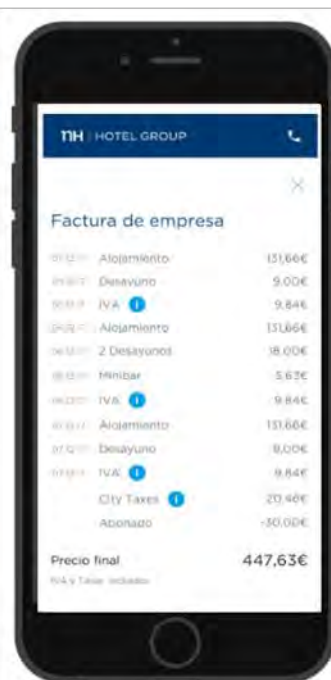 nH HOTEL GROUP
Factura de empresa
Alojamiento 131,66€
Desayuno 9,00€
IVA i 9,84€
Alojamiento 131,66€
2 Desayunos 18,00€
Minibar 5,63€
IVA i 9,84€
Alojamiento 131,66€
Desayuno 9,00€
IVA i 9,84€
City Taxes i 20,46€
Abonado -30,00€
Precio final 447,63€
IVA y Tasas incluidos